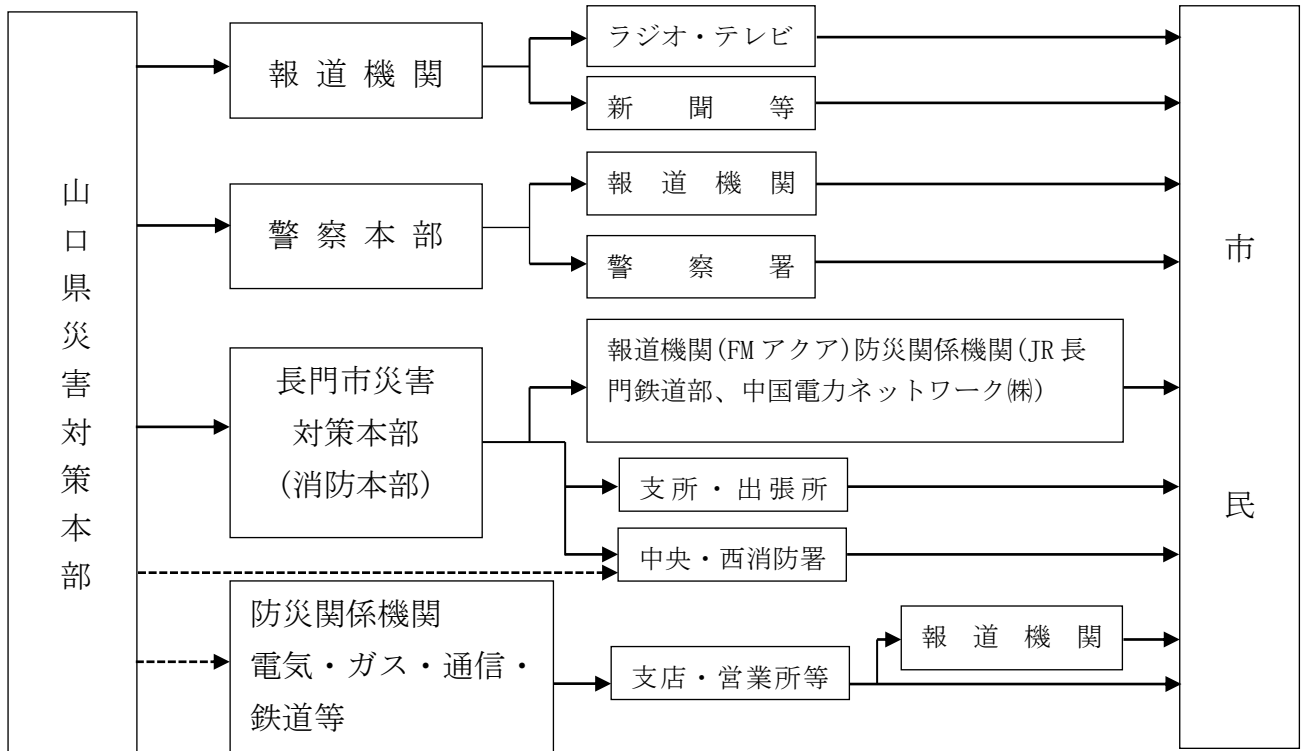 山口県災害対策本部
報道機関
ラジオ・テレビ
新聞等
警察本部
報道機関
警察署
長門市災害
対策本部
(消防本部)
報道機関(FMアクア)防災関係機関(JR長
門鉄道部、中国電力ネットワーク㈱)
支所・出張所
中央・西消防署
防災関係機関
電気・ガス・通信・
鉄道等
支店・営業所等
報道機関
市民